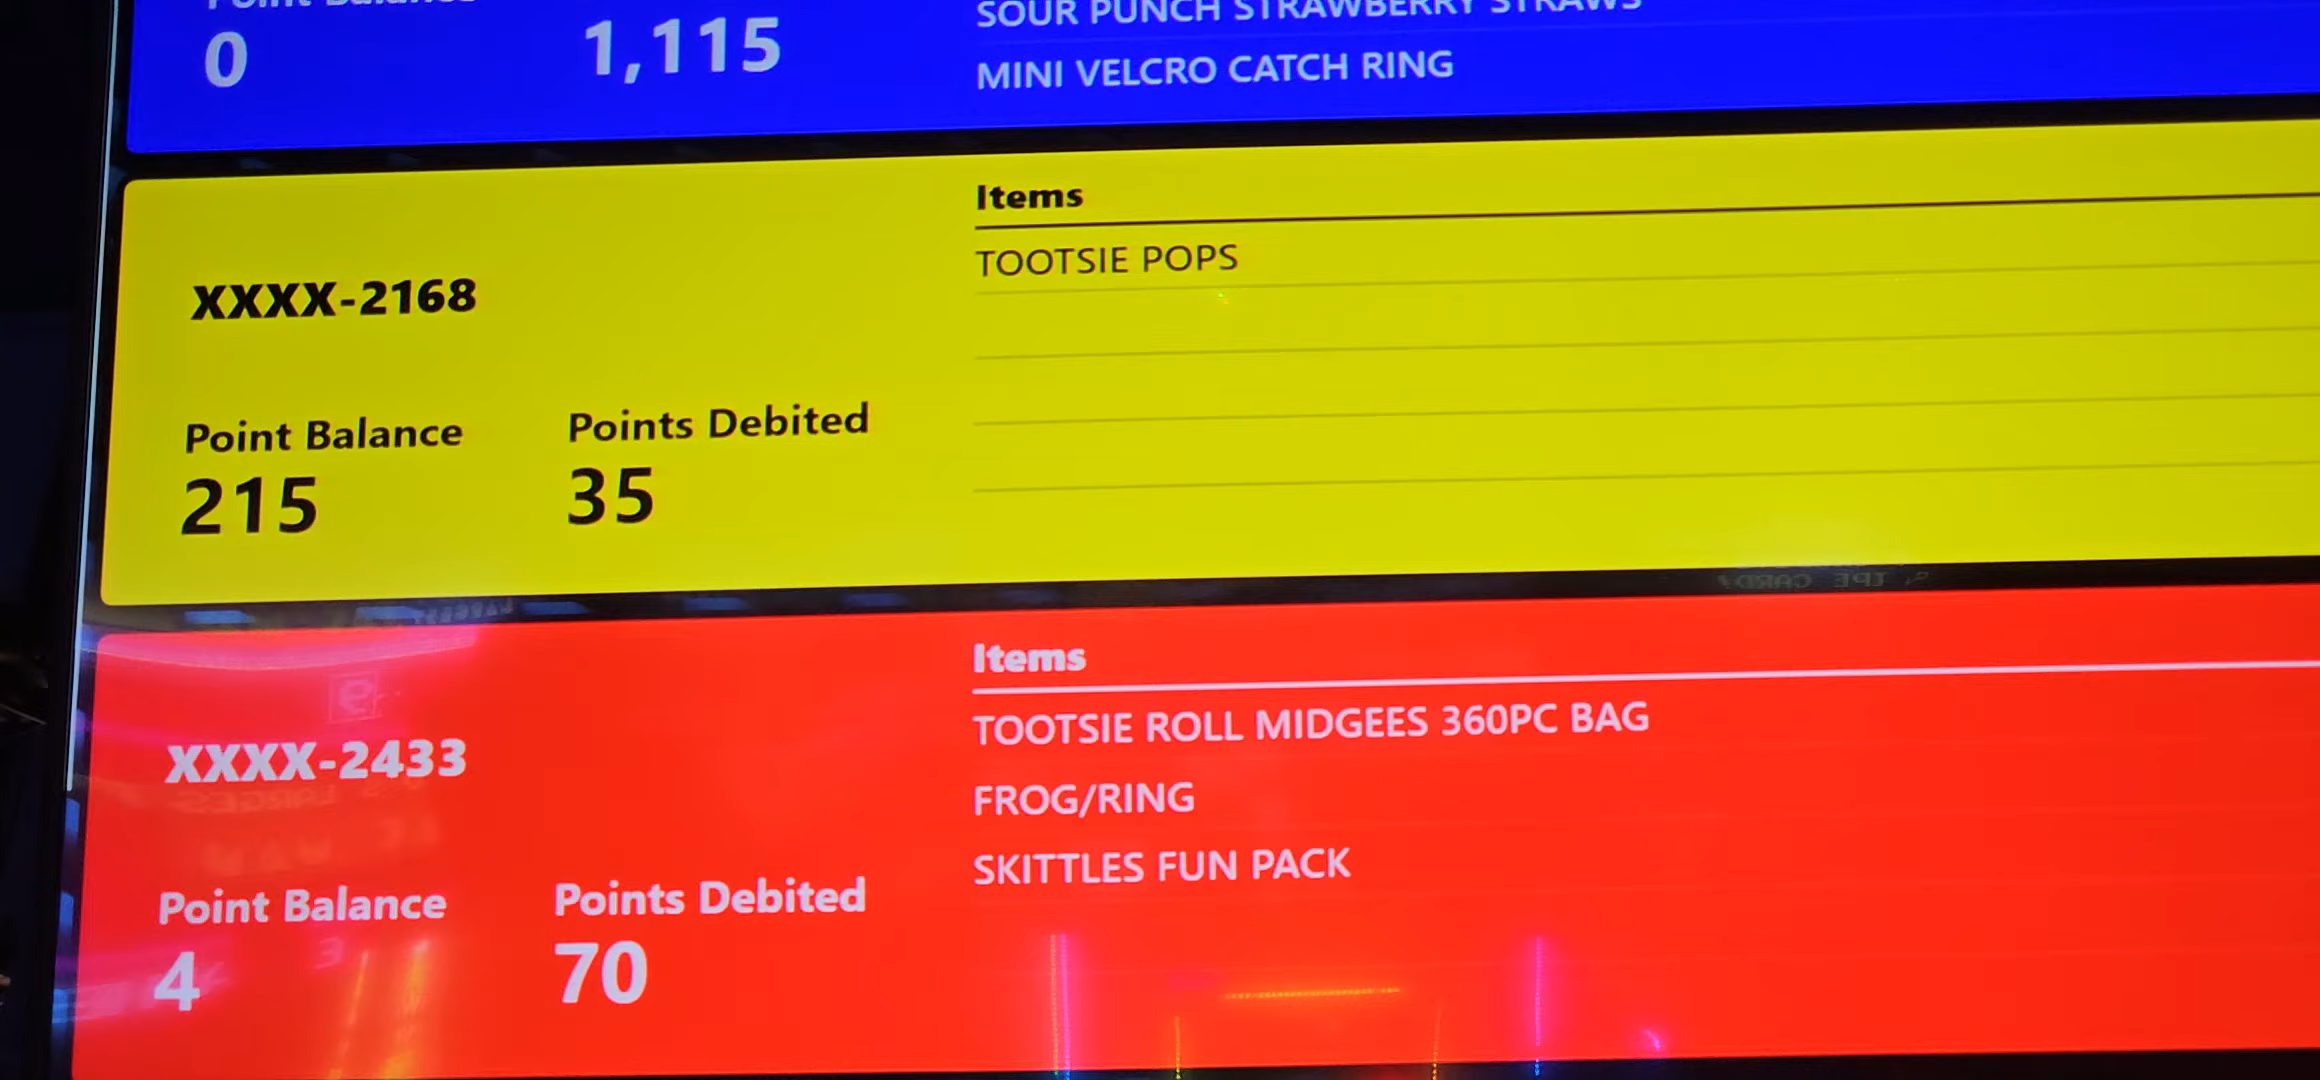 Point Balance
0
1,115
SOUR PUNCH STRAWBERRY STRAWS
MINI VELCRO CATCH RING
XXXX-2168
Point Balance
215
Points Debited
35
Items
TOOTSIE POPS
XXXX-2433
Point Balance
4
Points Debited
70
Items
TOOTSIE ROLL MIDGEES 360PC BAG
FROG/RING
SKITTLES FUN PACK